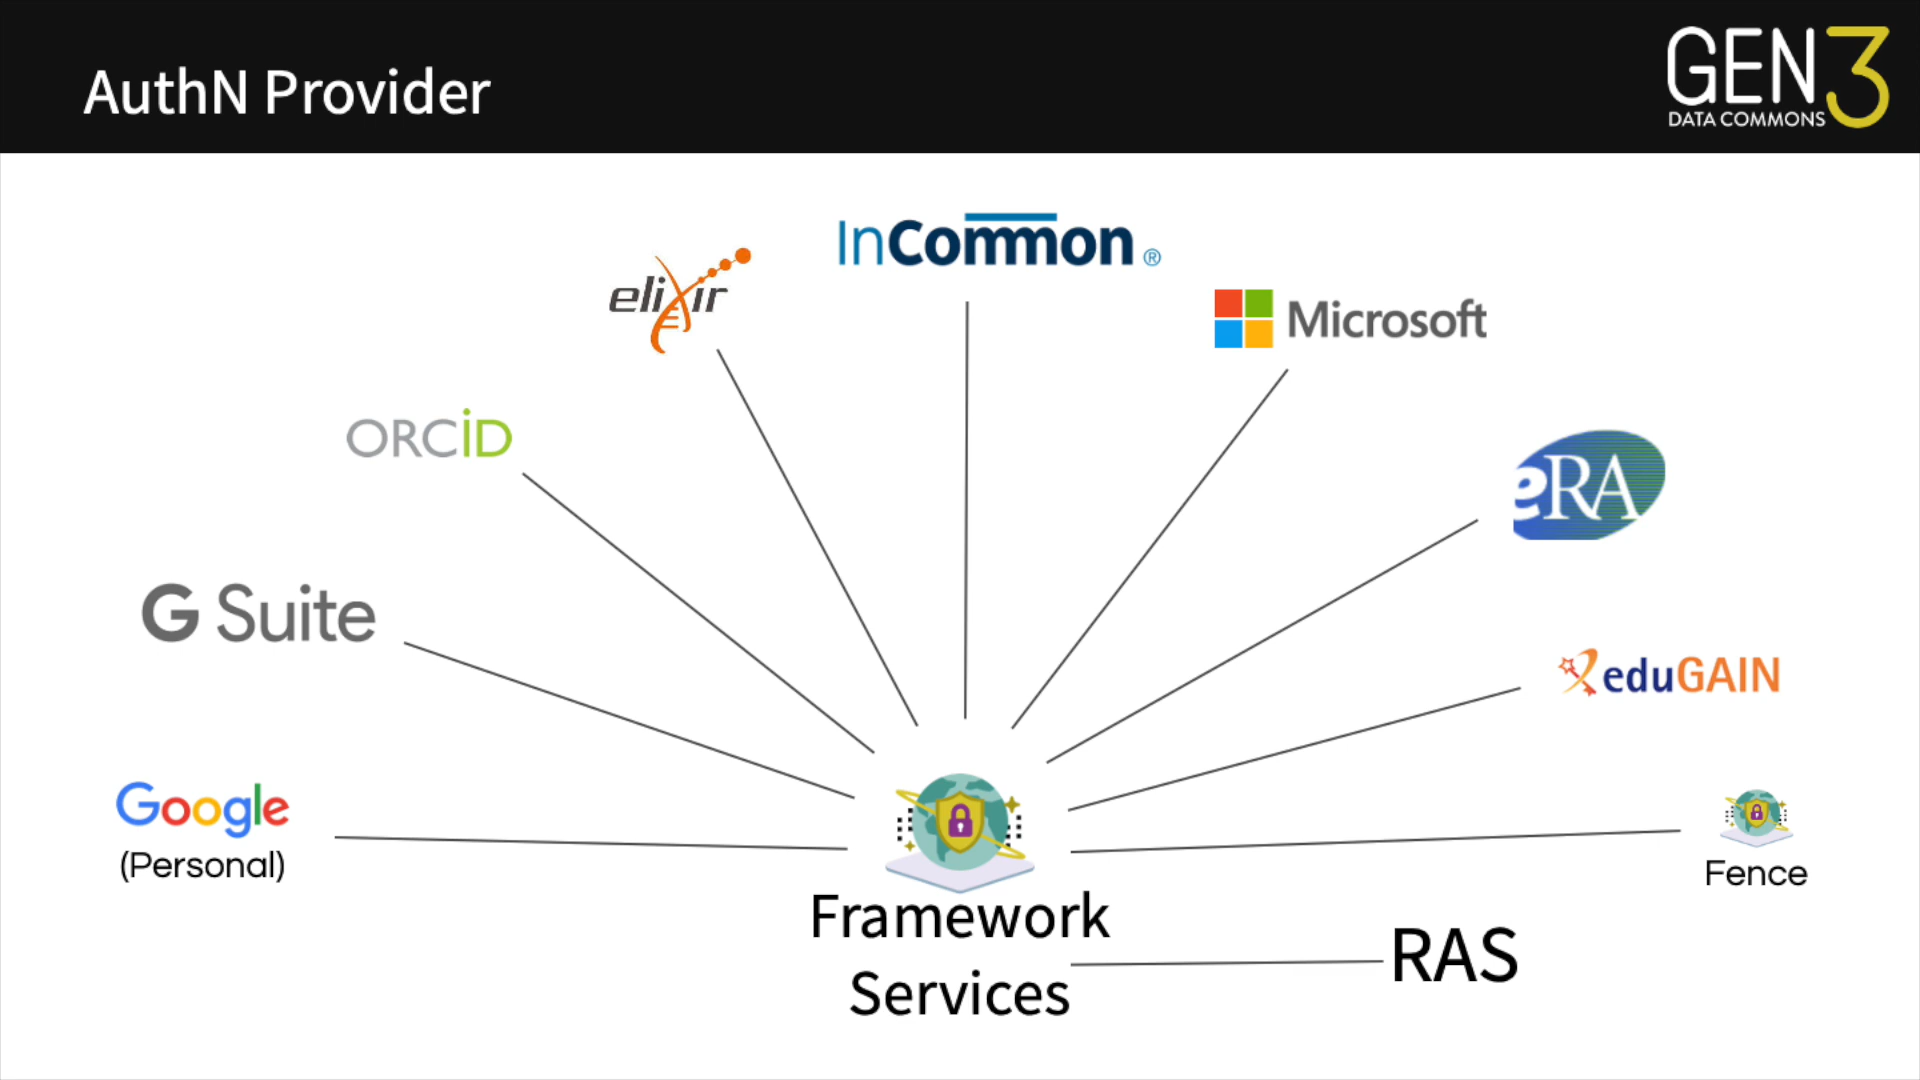 AuthN Provider
GEN3
DATA COMMONS
InCommon®
elixir
Microsoft
ORCiD
eRA
G Suite
eduGAIN
Google
(Personal)
Fence
Framework
Services
RAS